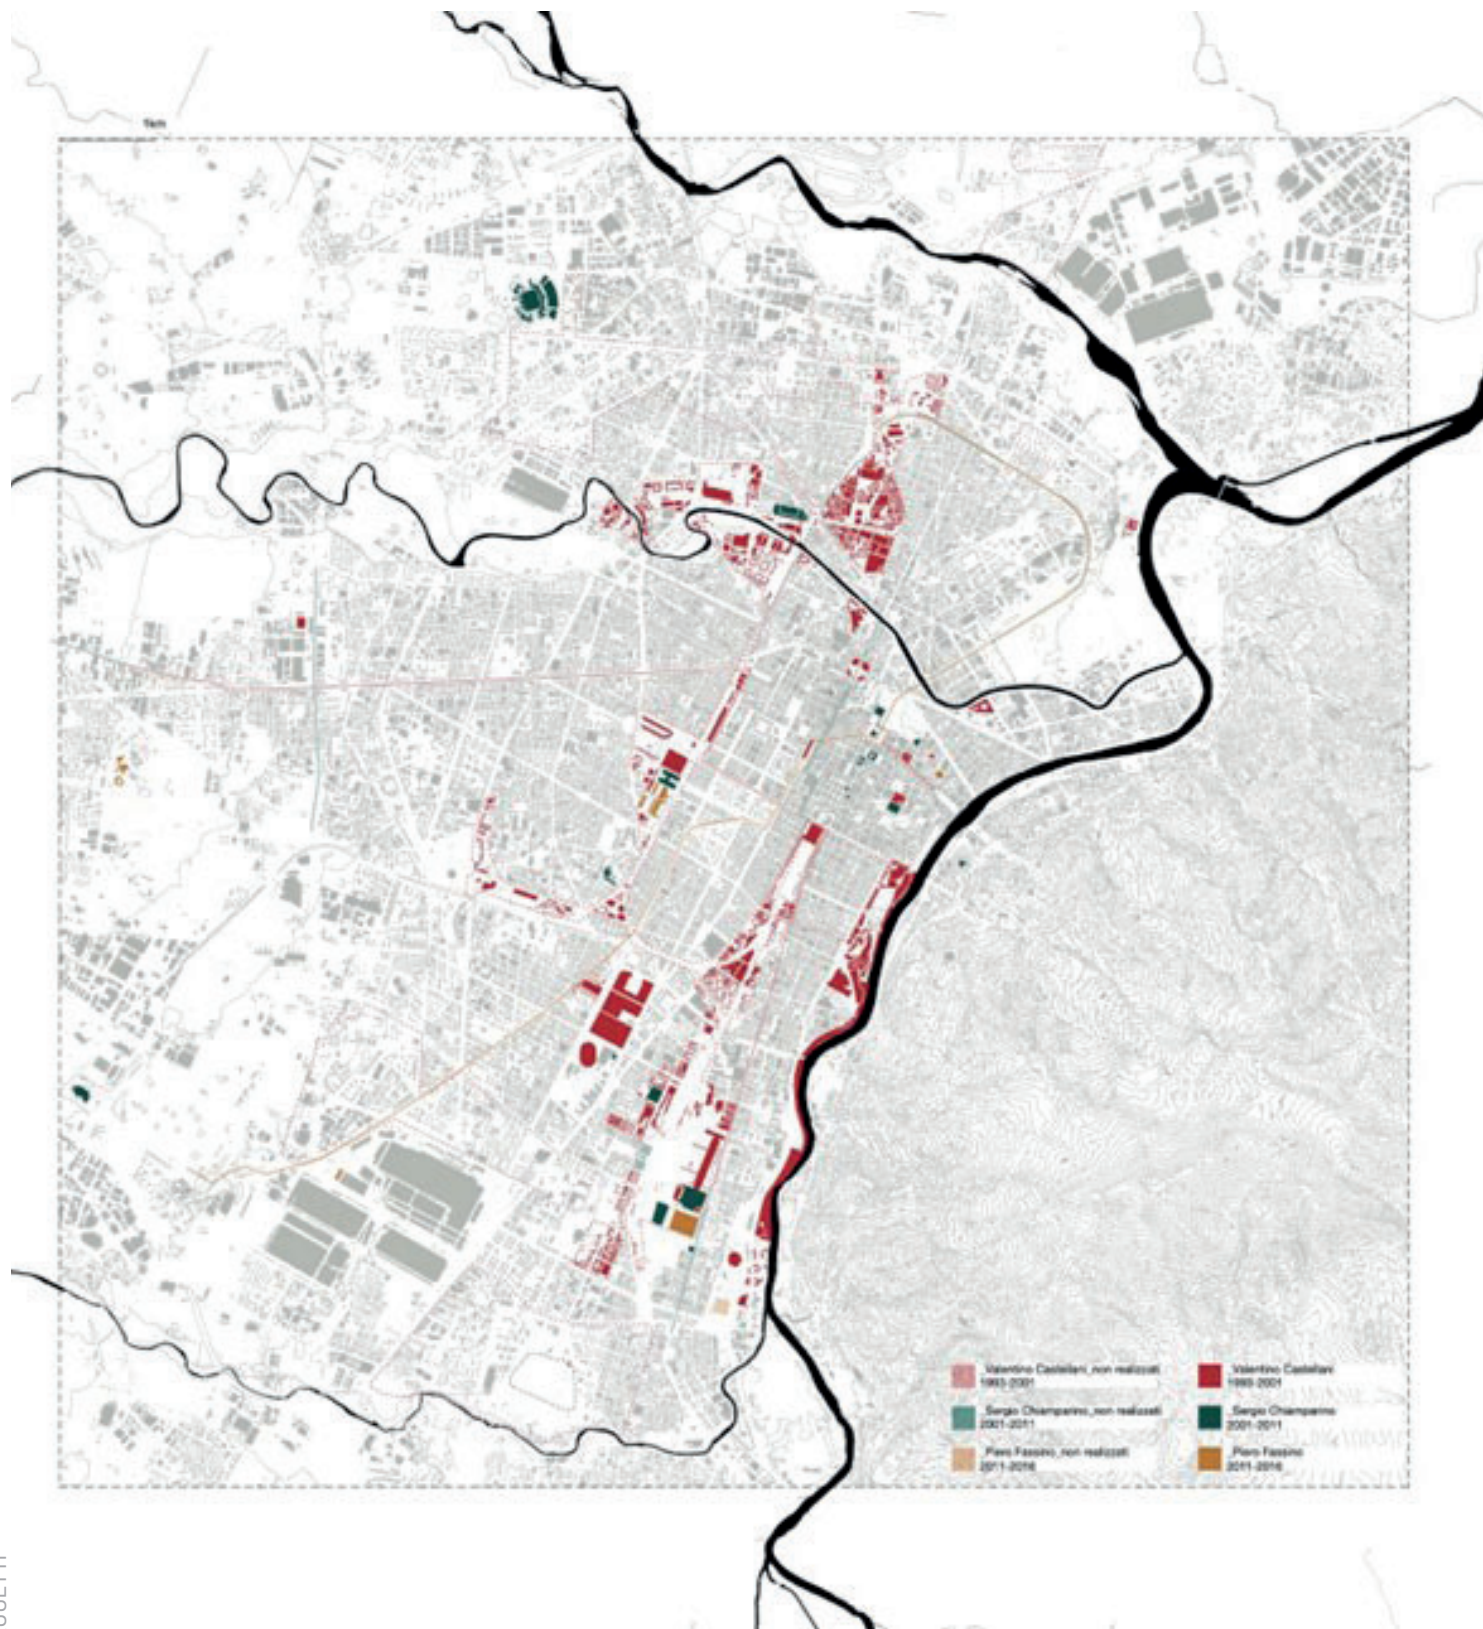 1km
_Valentino Castellani_non realizzati
1993-2001
_Valentino Castellani
1993-2001
_Sergio Chiamparino_non realizzati
2001-2011
_Sergio Chiamparino
2001-2011
_Piero Fassino_non realizzati
2011-2016
_Piero Fassino
2011-2016